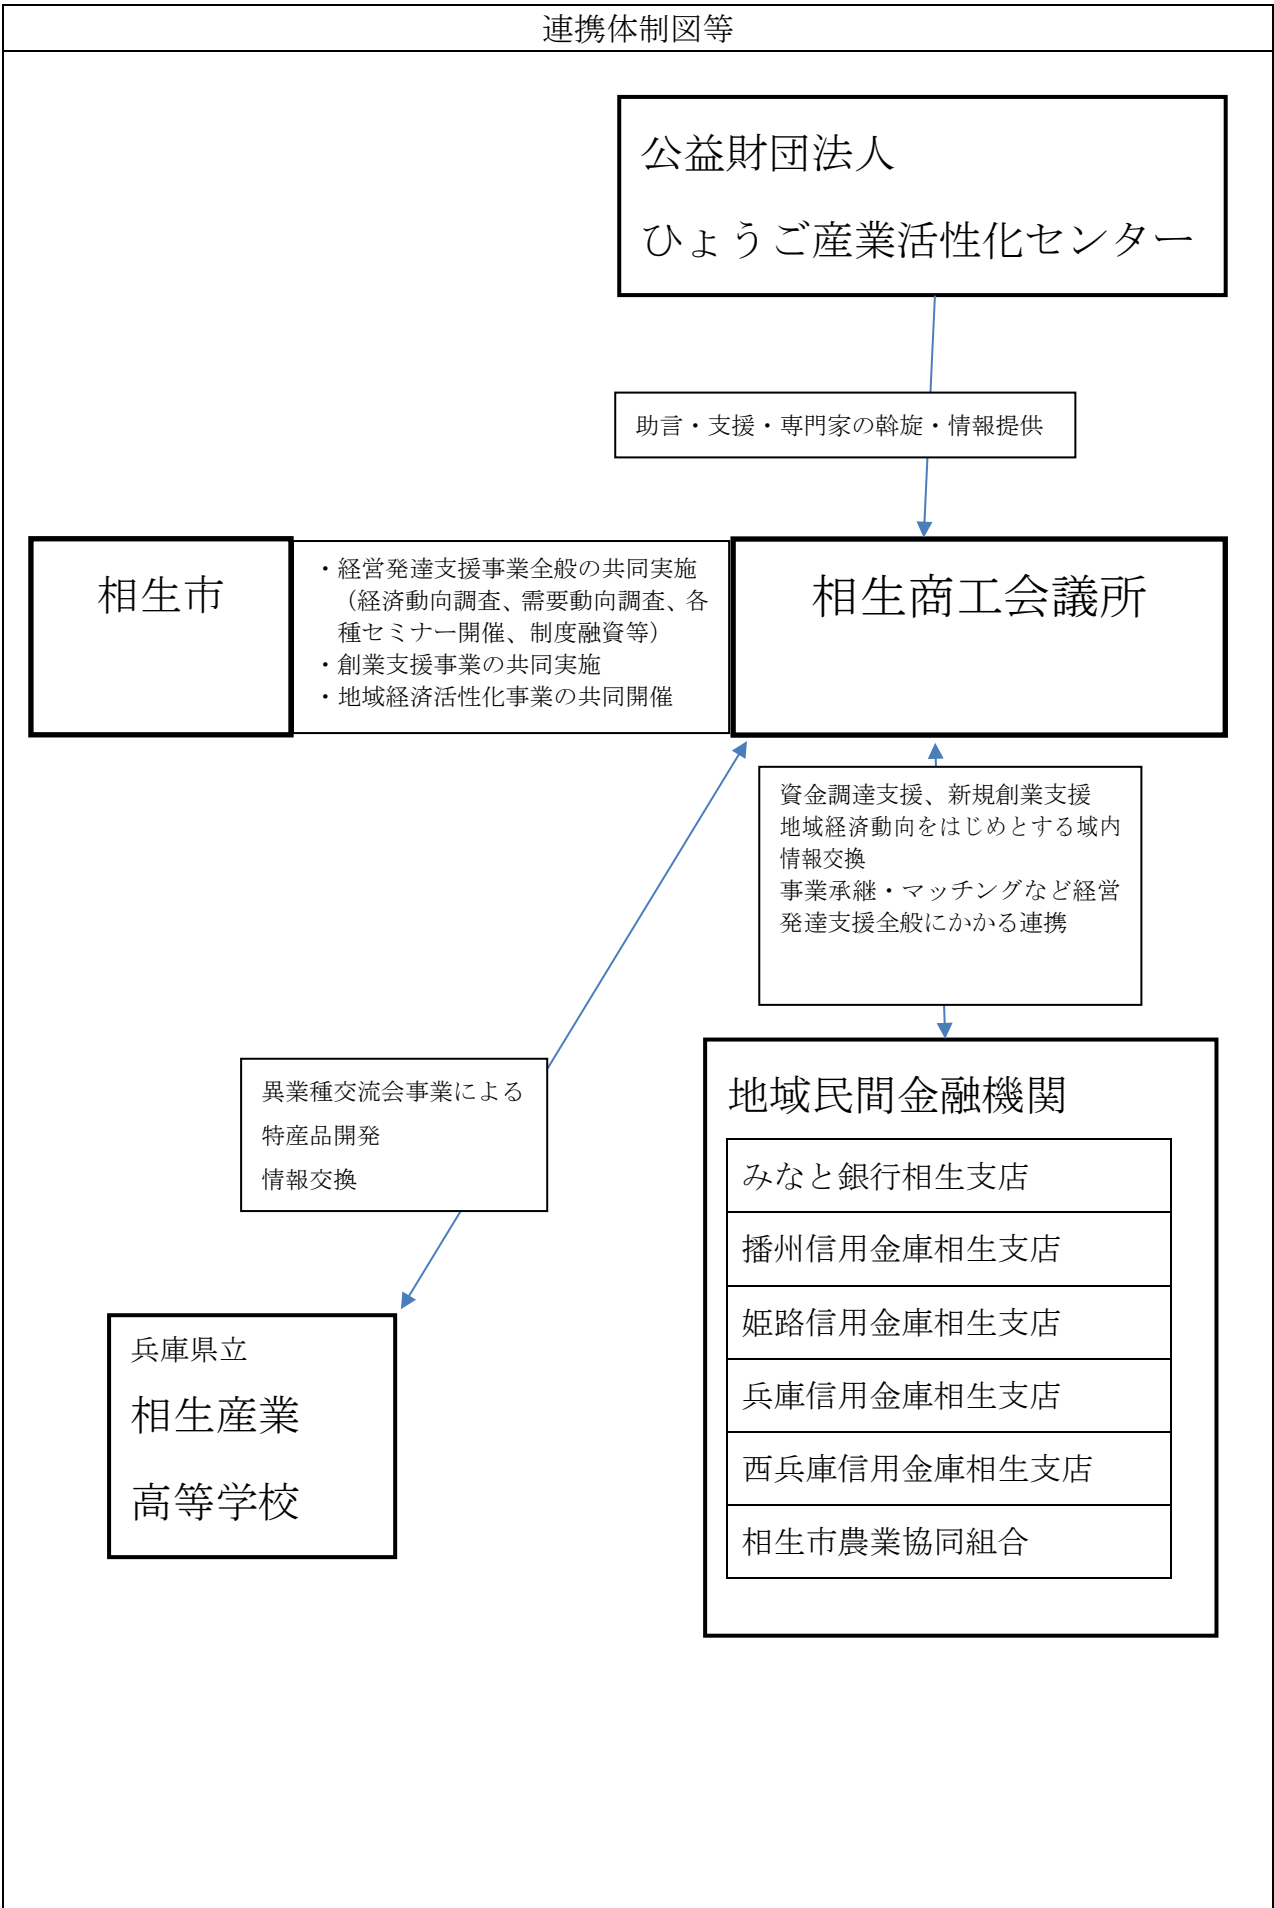 連携体制図等
公益財団法人
ひょうご産業活性化センター
助言・支援・専門家の斡旋・情報提供
相生市
・経営発達支援事業全般の共同実施
（経済動向調査、需要動向調査、各
種セミナー開催、制度融資等）
・創業支援事業の共同実施
・地域経済活性化事業の共同開催
相生商工会議所
資金調達支援、新規創業支援
地域経済動向をはじめとする域内
情報交換
事業承継・マッチングなど経営
発達支援全般にかかる連携
異業種交流会事業による
特産品開発
情報交換
地域民間金融機関
みなと銀行相生支店
播州信用金庫相生支店
姫路信用金庫相生支店
兵庫信用金庫相生支店
西兵庫信用金庫相生支店
相生市農業協同組合
兵庫県立
相生産業
高等学校